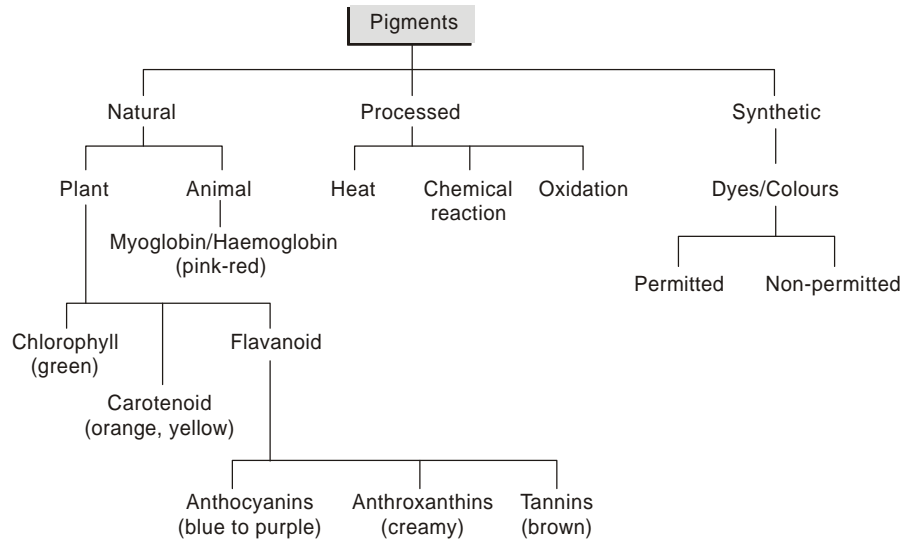 Pigments
Natural
Processed
Synthetic
Plant
Animal
Heat
Chemical
reaction
Oxidation
Dyes/Colours
Myoglobin/Haemoglobin
(pink-red)
Permitted
Non-permitted
Chlorophyll
(green)
Flavanoid
Carotenoid
(orange, yellow)
Anthocyanins
(blue to purple)
Anthroxanthins
(creamy)
Tannins
(brown)